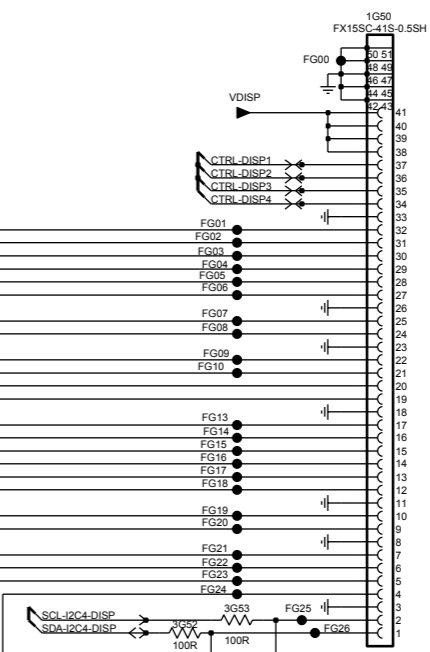 1G50
FX15SC-41S-0.5SH
FG00
50 51
48 49
46 47
44 45
42 43
VDISP
41
40
39
38
CTRL-DISP1
37
CTRL-DISP2
36
CTRL-DISP3
35
CTRL-DISP4
34
33
FG01
32
FG02
31
FG03
30
FG04
29
FG05
28
FG06
27
26
FG07
25
FG08
24
23
FG09
22
FG10
21
20
19
18
FG13
17
FG14
16
FG15
15
FG16
14
FG17
13
FG18
12
11
FG19
10
FG20
9
8
FG21
7
FG22
6
FG23
5
FG24
4
3
SCL-I2C4-DISP
3G53
FG25
2
SDA-I2C4-DISP
3G52
100R
FG26
1
100R